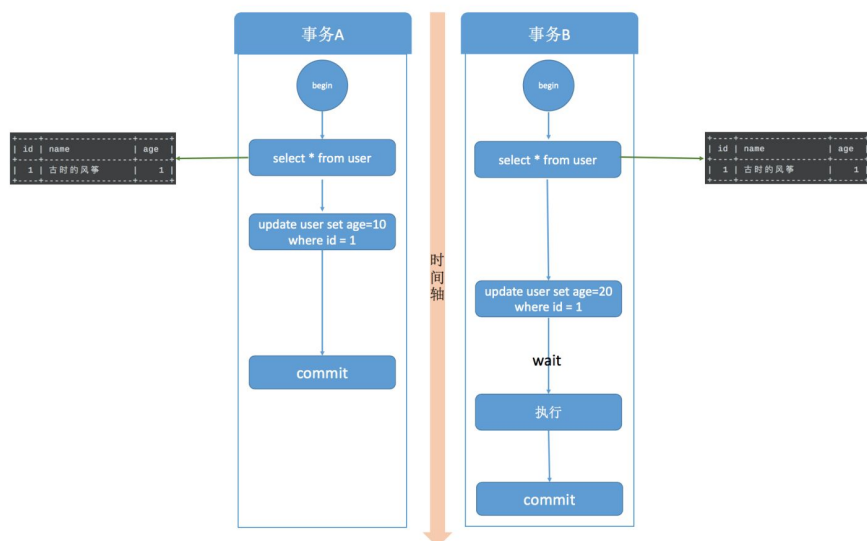 事务A
事务B
begin
begin
+----+-----------------+------+
| id | name | age |
+----+-----------------+------+
| 1 | 古时的风筝 | 1 |
+----+-----------------+------+
select * from user
select * from user
+----+-----------------+------+
| id | name | age |
+----+-----------------+------+
| 1 | 古时的风筝 | 1 |
+----+-----------------+------+
update user set age=10
where id = 1
时
间
轴
update user set age=20
where id = 1
wait
commit
执行
commit